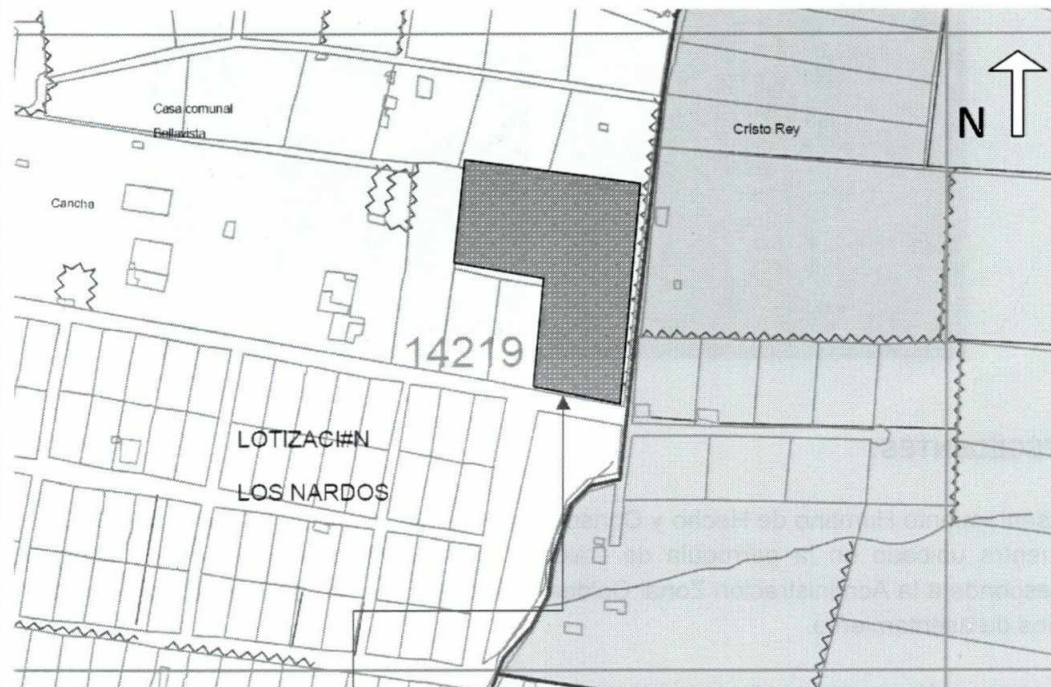 Casa comunal
Bellavista
Cristo Rey
N
Cancha
14219
LOTIZACI#N
LOS NARDOS